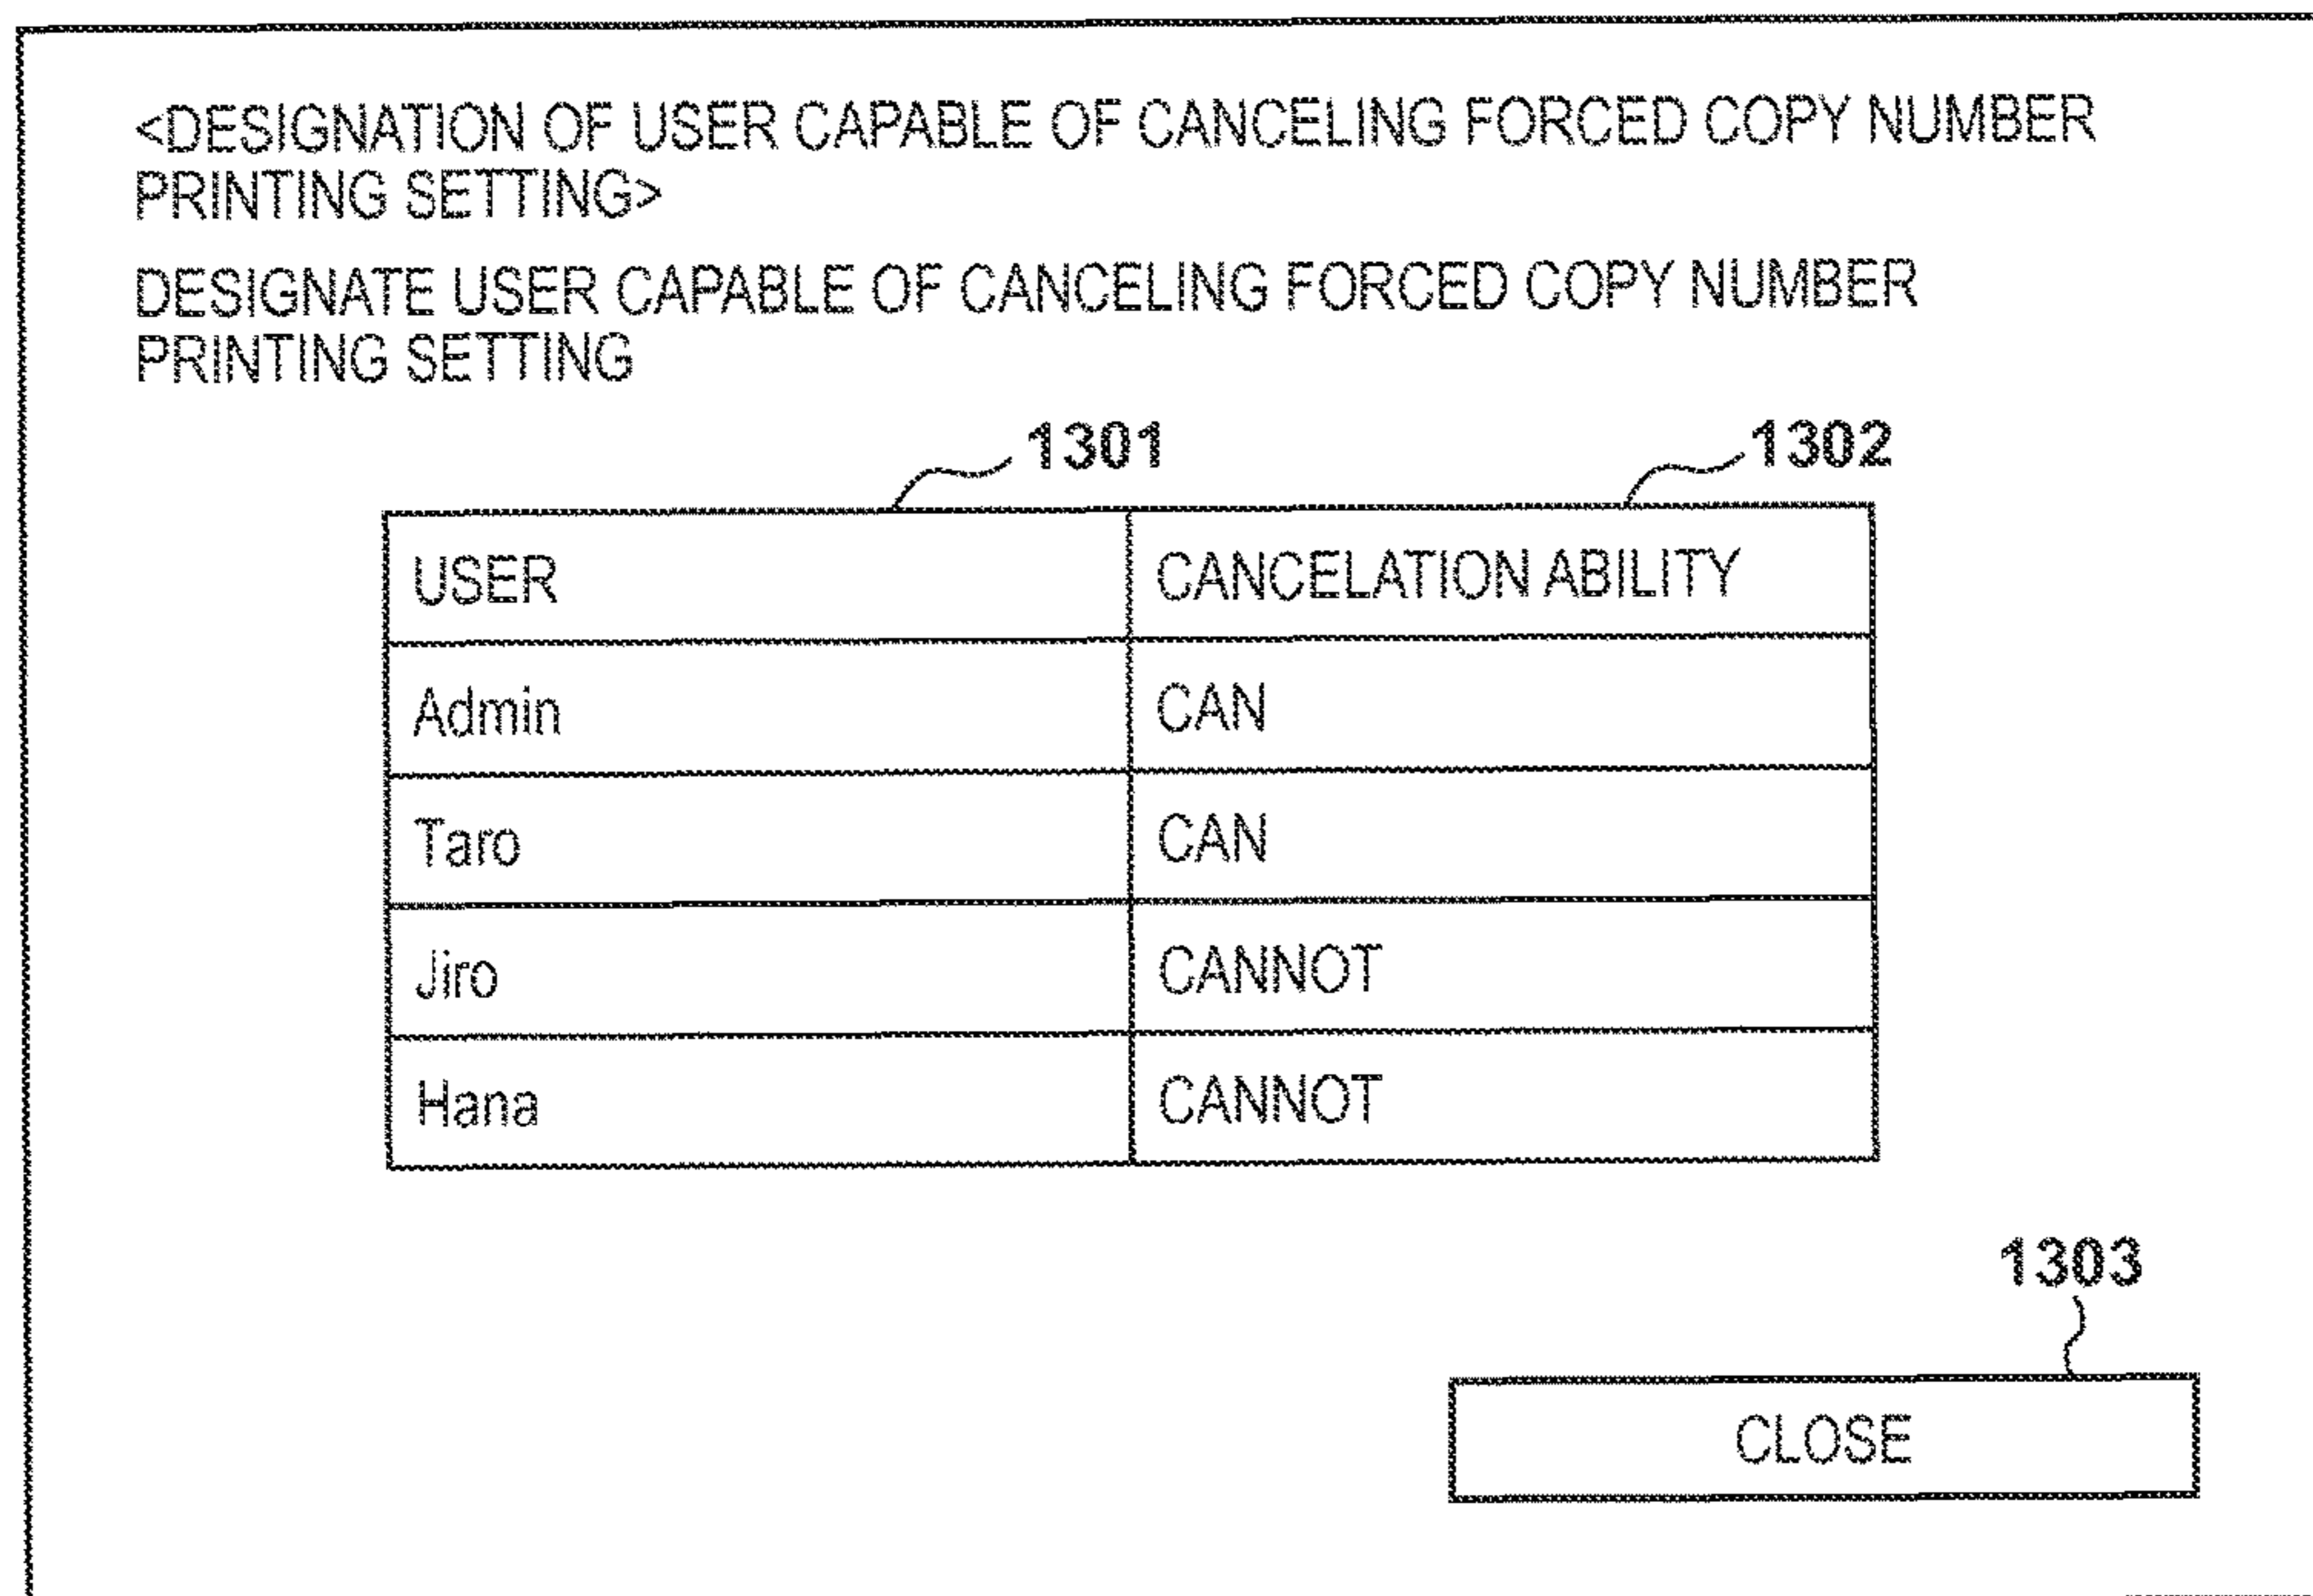 <DESIGNATION OF USER CAPABLE OF CANCELING FORCED COPY NUMBER
PRINTING SETTING>
DESIGNATE USER CAPABLE OF CANCELING FORCED COPY NUMBER
PRINTING SETTING
1301 1302
USER CANCELATION ABILITY
Admin CAN
Taro CAN
Jiro CANNOT
Hana CANNOT
1303
CLOSE